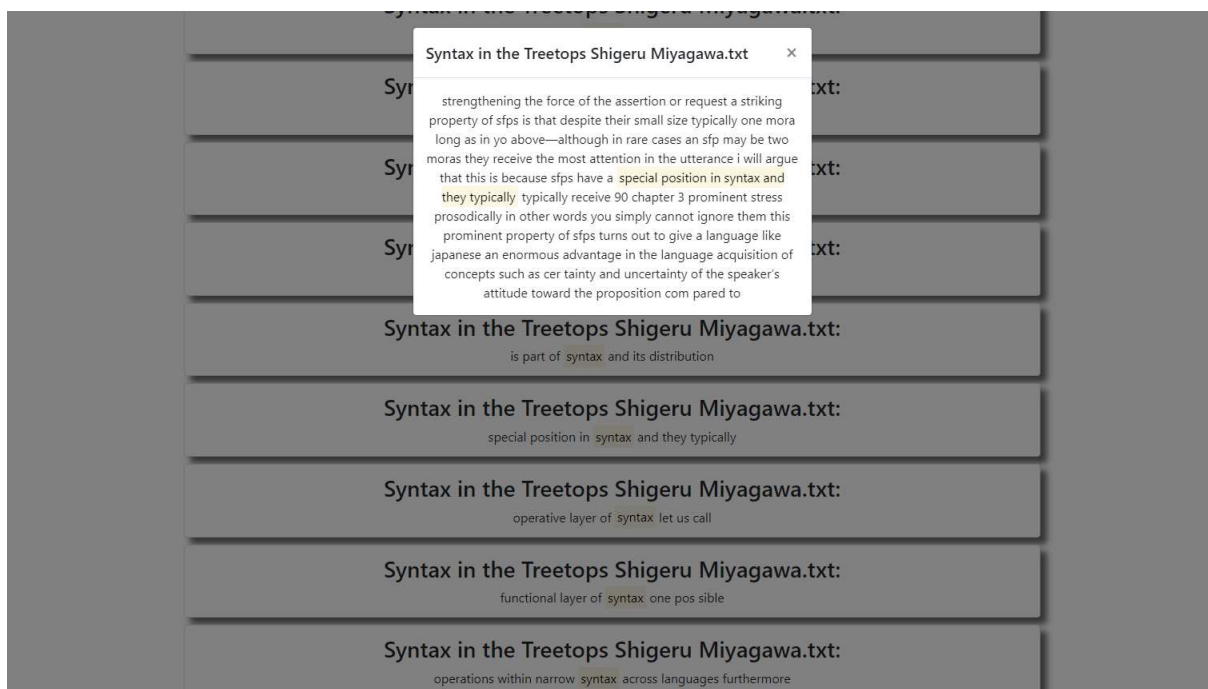 Syntax in the Treetops Shigeru Miyagawa.txt ×
strengthening the force of the assertion or request a striking
property of sfps is that despite their small size typically one mora
long as in yo above—although in rare cases an sfp may be two
moras they receive the most attention in the utterance i will argue
that this is because sfps have a special position in syntax and
they typically typically receive 90 chapter 3 prominent stress
prosodically in other words you simply cannot ignore them this
prominent property of sfps turns out to give a language like
japanese an enormous advantage in the language acquisition of
concepts such as cer tainty and uncertainty of the speaker's
attitude toward the proposition com pared to
Syntax in the Treetops Shigeru Miyagawa.txt:
is part of syntax and its distribution
Syntax in the Treetops Shigeru Miyagawa.txt:
special position in syntax and they typically
Syntax in the Treetops Shigeru Miyagawa.txt:
operative layer of syntax let us call
Syntax in the Treetops Shigeru Miyagawa.txt:
functional layer of syntax one pos sible
Syntax in the Treetops Shigeru Miyagawa.txt:
operations within narrow syntax across languages furthermore